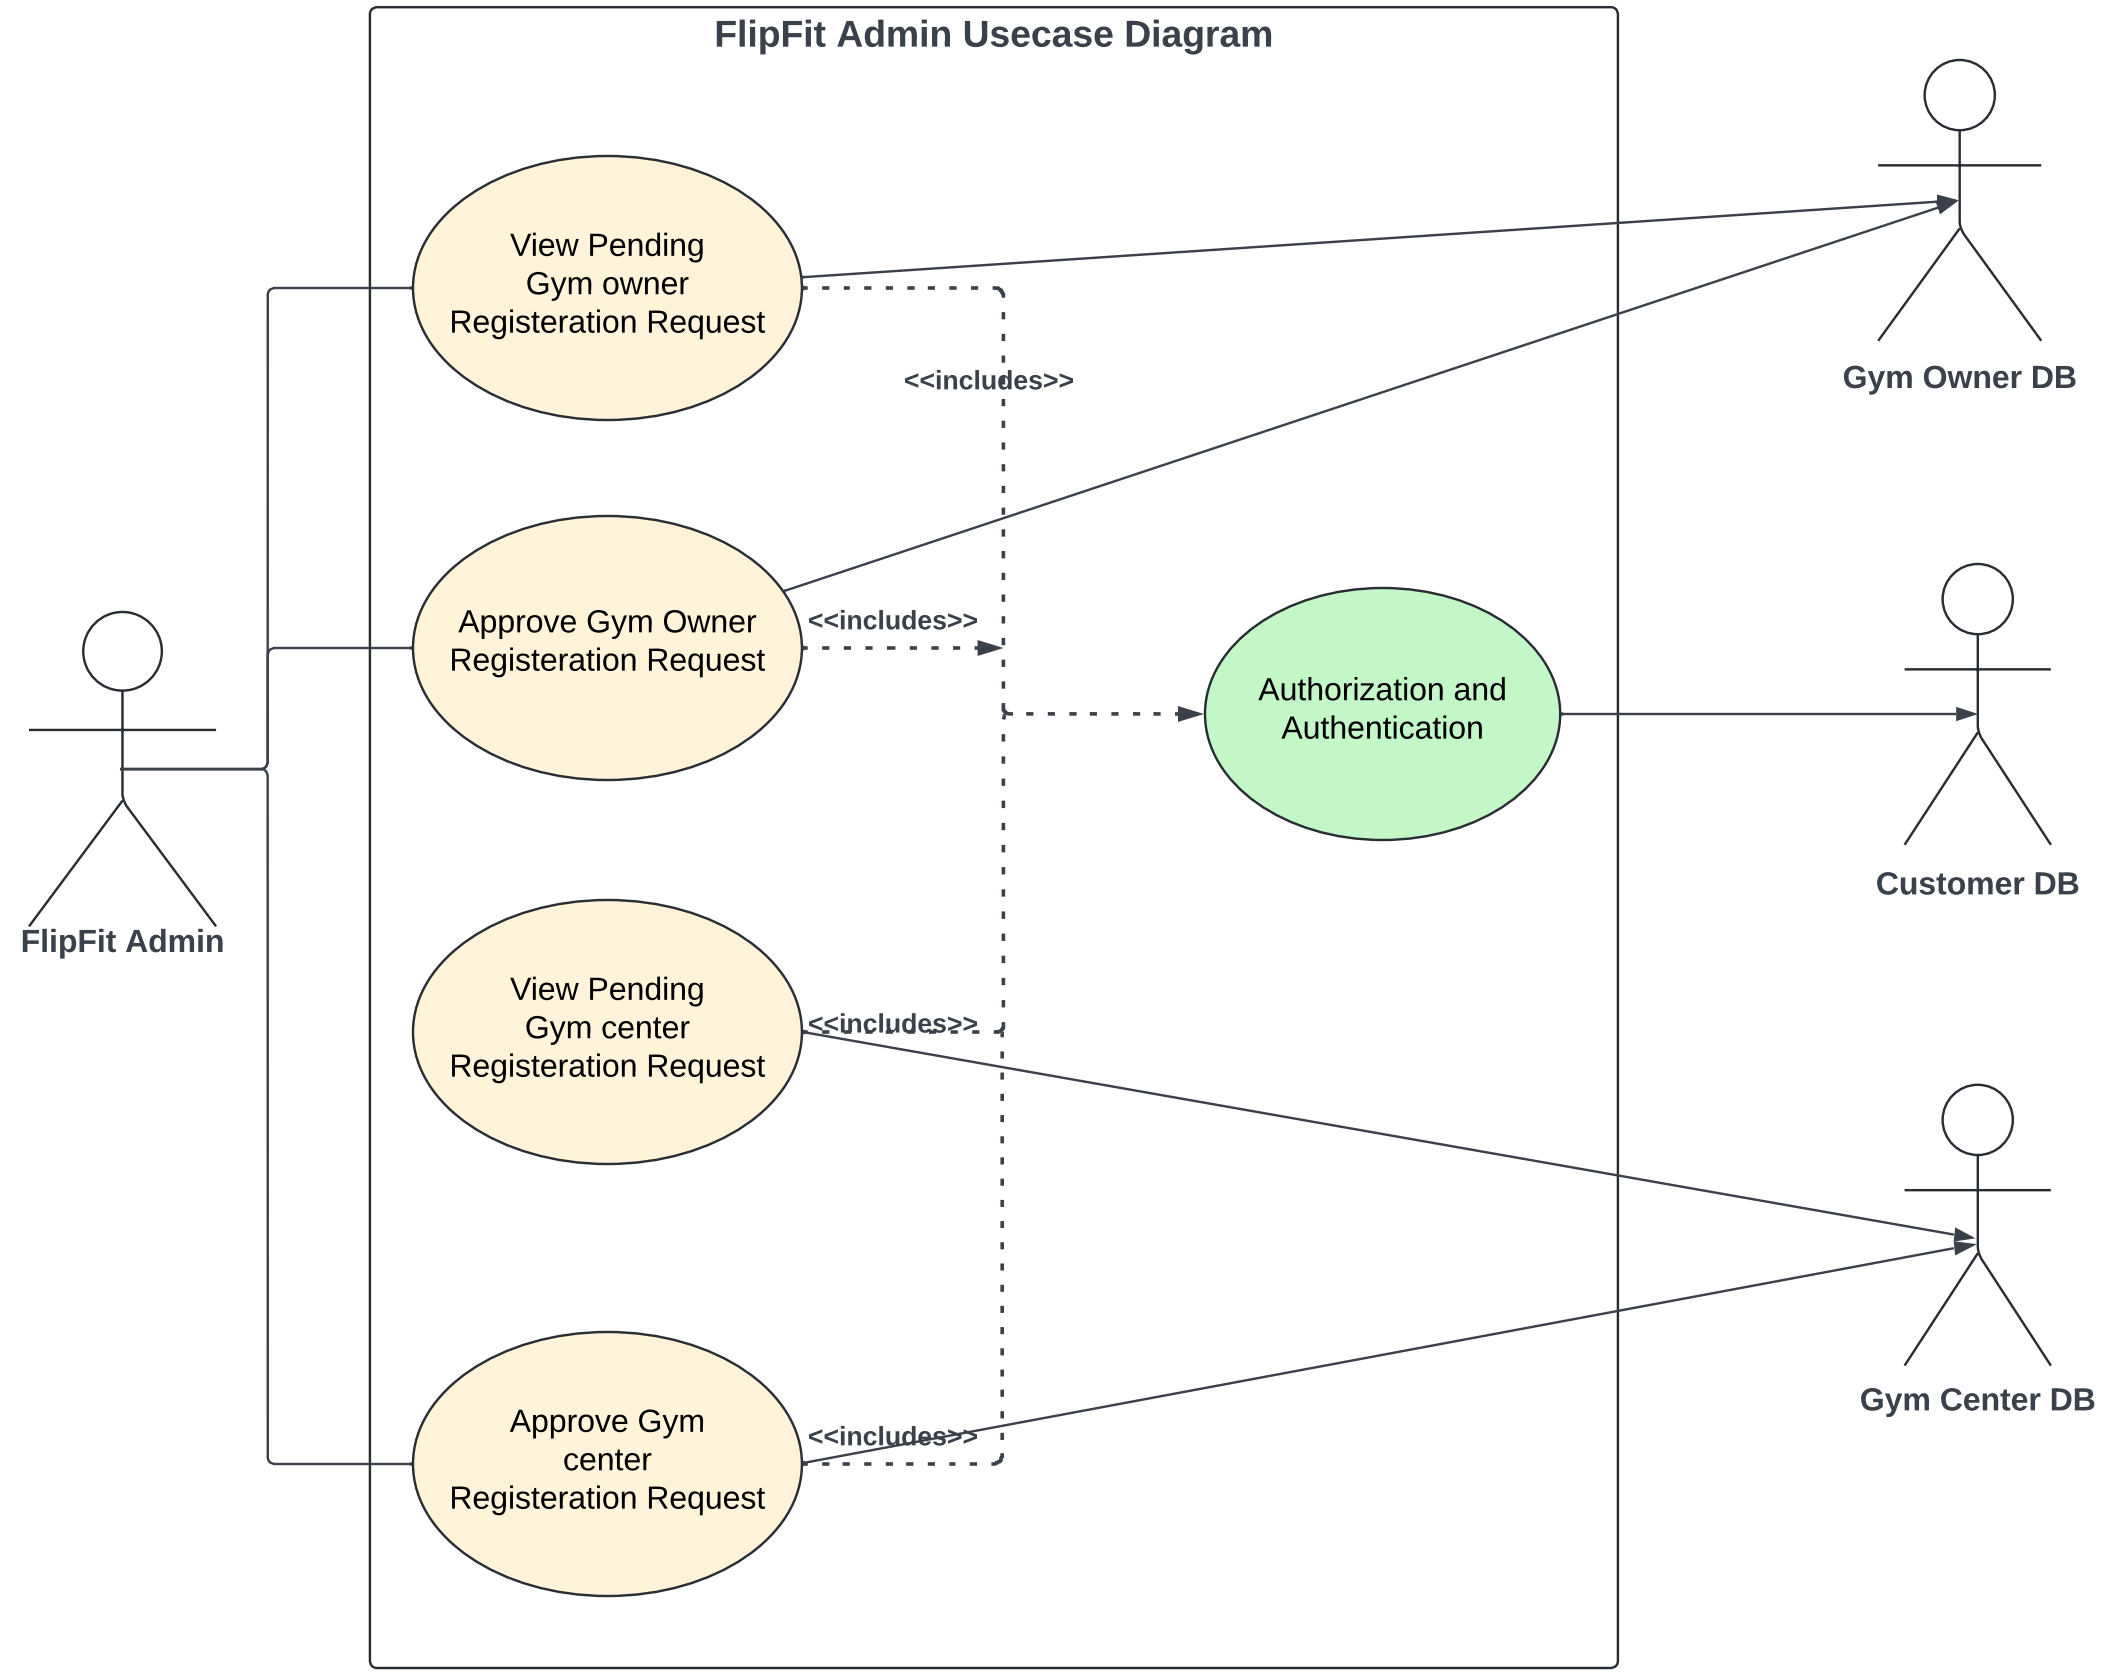 FlipFit Admin Usecase Diagram
View Pending
Gym owner
Registeration Request
<<includes>>
Gym Owner DB
Approve Gym Owner
Registeration Request
<<includes>>
Authorization and
Authentication
Customer DB
FlipFit Admin
View Pending
Gym center
Registeration Request
<<includes>>
Gym Center DB
Approve Gym
center
Registeration Request
<<includes>>